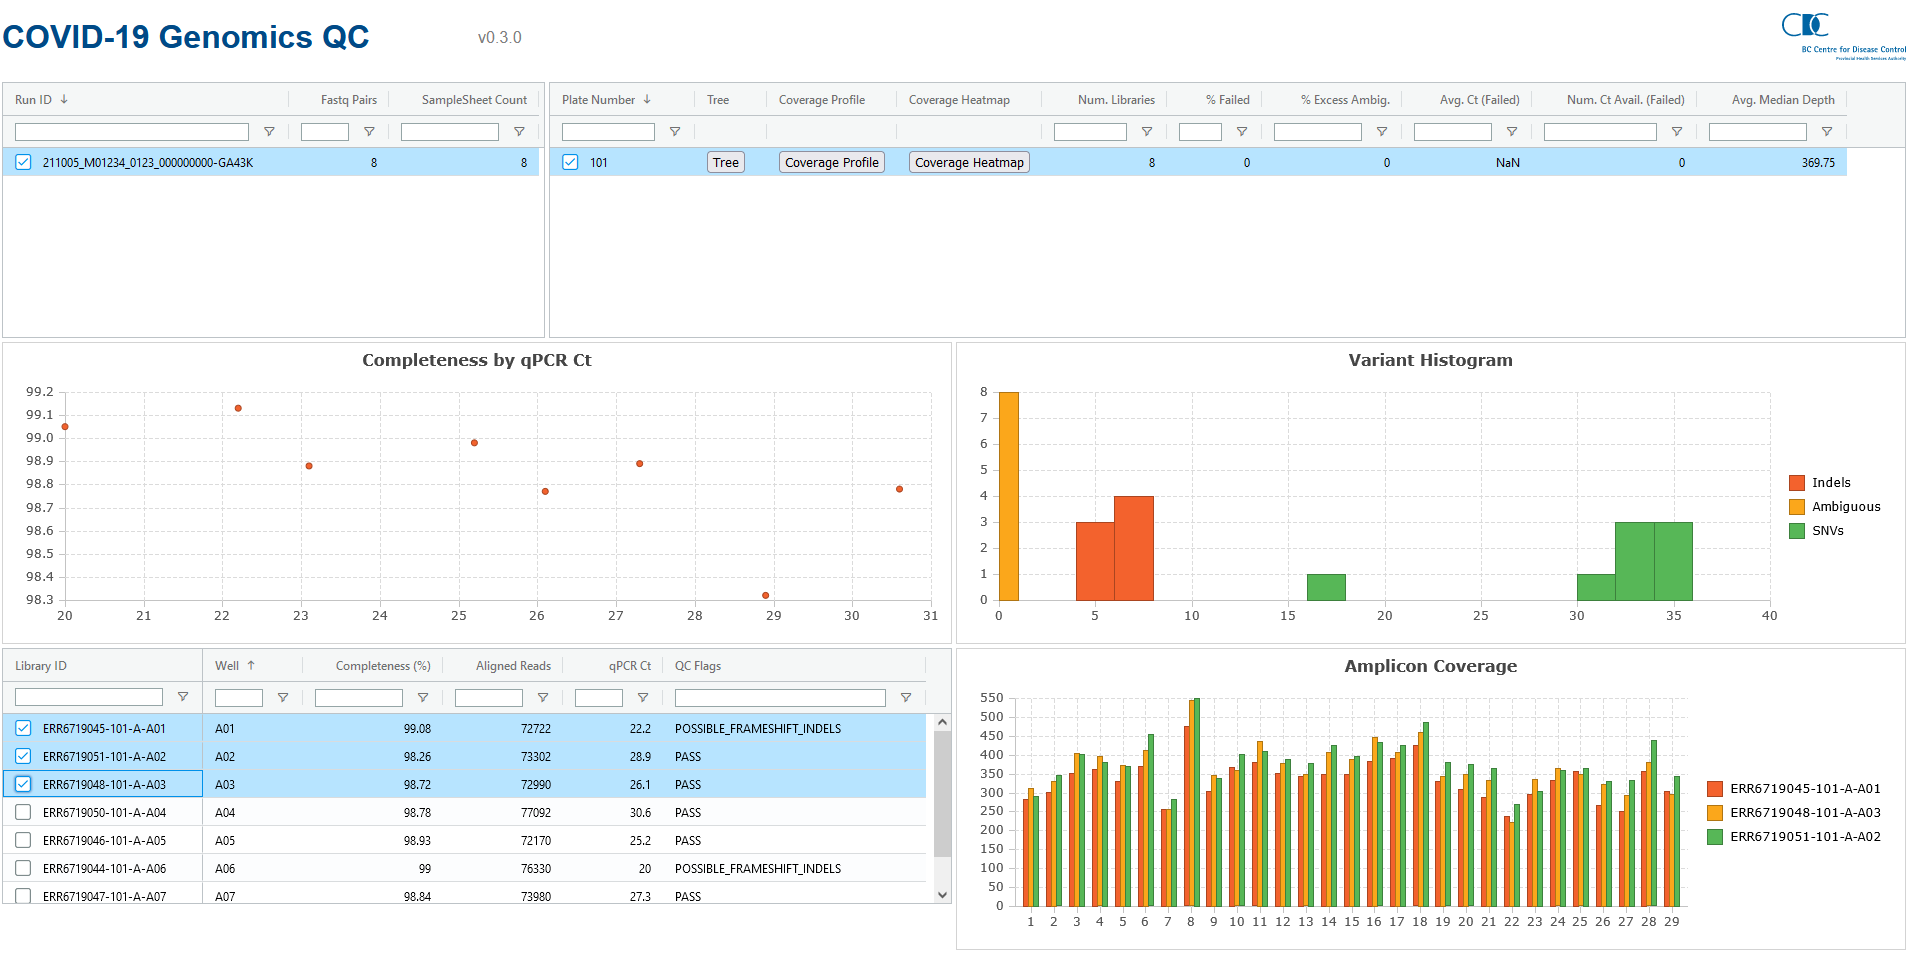 COVID-19 Genomics QC v0.3.0
CDC
BC Centre for Disease Control
Provincial Health Services Authority
Run ID Fastq Pairs SampleSheet Count
211005_M01234_0123_000000000-GA43K 8 8
Plate Number Tree Coverage Profile Coverage Heatmap Num. Libraries % Failed % Excess Ambig. Avg. Ct (Failed) Num. Ct Avail. (Failed) Avg. Median Depth
101 Tree Coverage Profile Coverage Heatmap 8 0 0 NaN 0 369.75
Completeness by qPCR Ct
99.2
99.1
99.0
98.9
98.8
98.7
98.6
98.5
98.4
98.3
20 21 22 23 24 25 26 27 28 29 30 31
Variant Histogram
8
7
6
5
4
3
2
1
0
0 5 10 15 20 25 30 35 40
Indels
Ambiguous
SNVs
Library ID Well Completeness (%) Aligned Reads qPCR Ct QC Flags
ERR6719045-101-A-A01 A01 99.08 72722 22.2 POSSIBLE_FRAMESHIFT_INDELS
ERR6719051-101-A-A02 A02 98.26 73302 28.9 PASS
ERR6719048-101-A-A03 A03 98.72 72990 26.1 PASS
ERR6719050-101-A-A04 A04 98.78 77092 30.6 PASS
ERR6719046-101-A-A05 A05 98.93 72170 25.2 PASS
ERR6719044-101-A-A06 A06 99 76330 20 POSSIBLE_FRAMESHIFT_INDELS
ERR6719047-101-A-A07 A07 98.84 73980 27.3 PASS
Amplicon Coverage
550
500
450
400
350
300
250
200
150
100
50
0
1 2 3 4 5 6 7 8 9 10 11 12 13 14 15 16 17 18 19 20 21 22 23 24 25 26 27 28 29
ERR6719045-101-A-A01
ERR6719048-101-A-A03
ERR6719051-101-A-A02